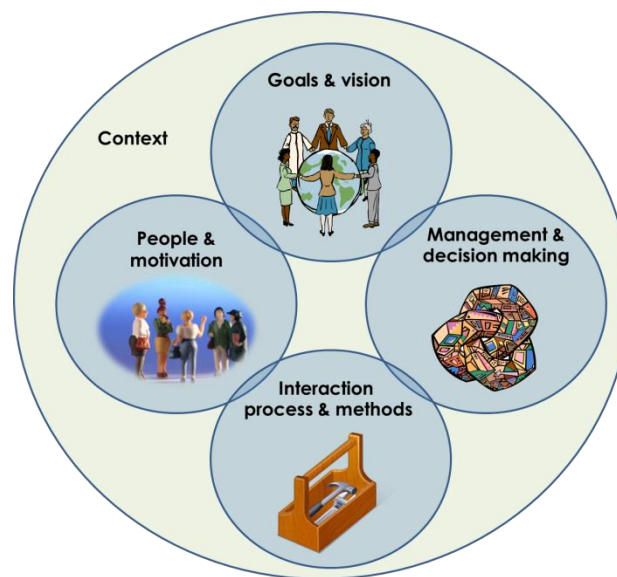 Goals & vision
Context
People &
motivation
Management &
decision making
Interaction
process & methods